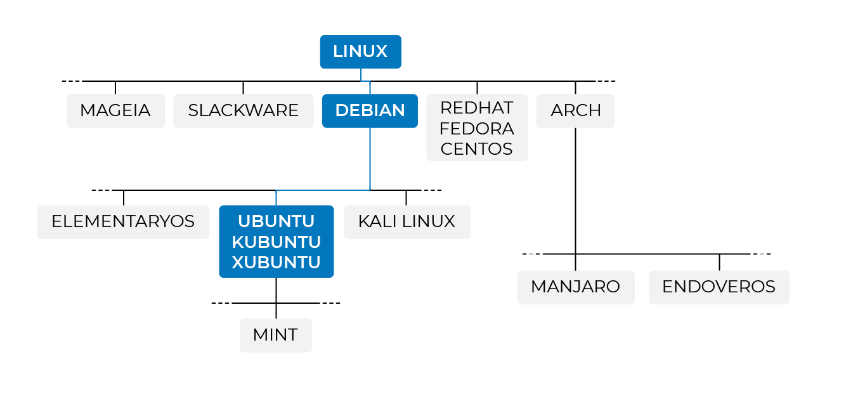 LINUX
MAGEIA
SLACKWARE
DEBIAN
REDHAT
FEDORA
CENTOS
ARCH
ELEMENTARYOS
UBUNTU
KUBUNTU
XUBUNTU
KALI LINUX
MANJARO
ENDOVEROS
MINT